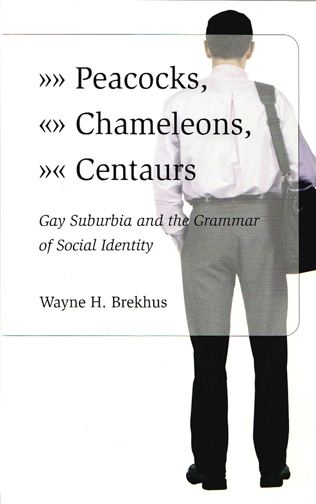 »» Peacocks,
«» Chameleons,
»« Centaurs
Gay Suburbia and the Grammar
of Social Identity
Wayne H. Brekhus